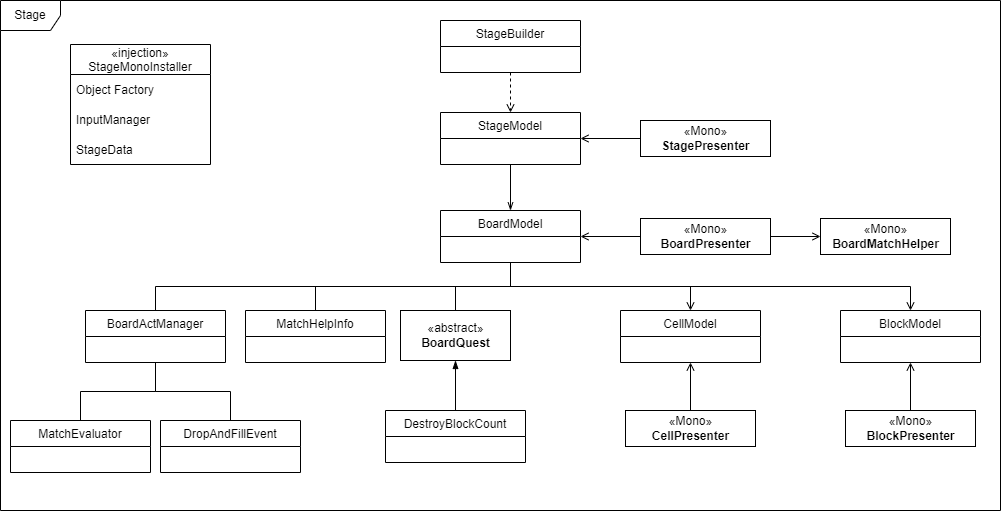 Stage
«injection»
StageMonoInstaller
Object Factory
InputManager
StageData
StageBuilder
StageModel
«Mono»
StagePresenter
BoardModel
«Mono»
BoardPresenter
«Mono»
BoardMatchHelper
BoardActManager
MatchHelpInfo
«abstract»
BoardQuest
CellModel
BlockModel
MatchEvaluator
DropAndFillEvent
DestroyBlockCount
«Mono»
CellPresenter
«Mono»
BlockPresenter